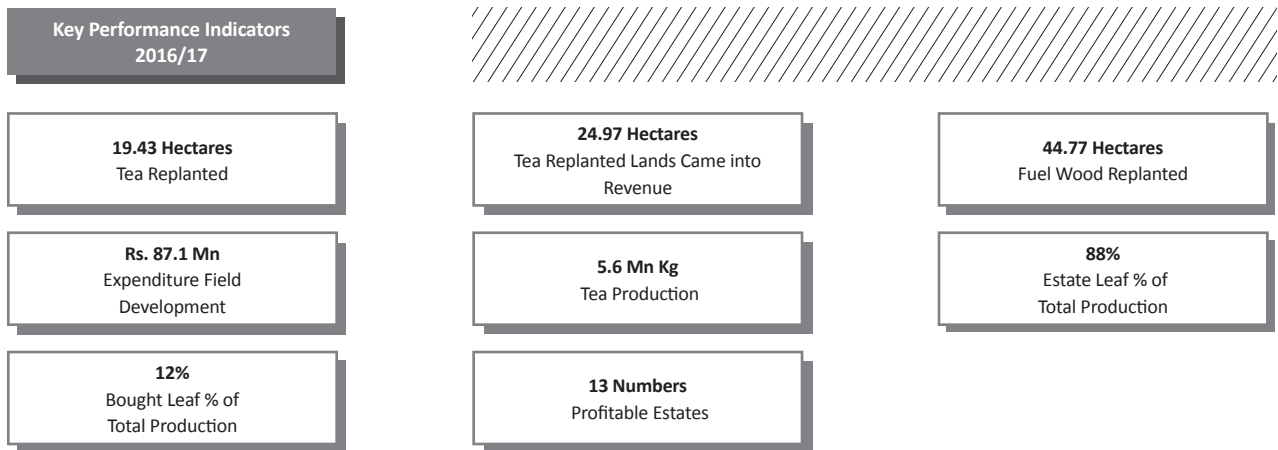 Key Performance Indicators
2016/17
19.43 Hectares
Tea Replanted
24.97 Hectares
Tea Replanted Lands Came into
Revenue
44.77 Hectares
Fuel Wood Replanted
Rs. 87.1 Mn
Expenditure Field
Development
5.6 Mn Kg
Tea Production
88%
Estate Leaf % of
Total Production
12%
Bought Leaf % of
Total Production
13 Numbers
Profitable Estates